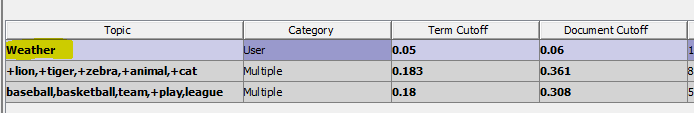 Topic Category Term Cutoff Document Cutoff
Weather User 0.05 0.06 1
+lion,+tiger,+zebra,+animal,+cat Multiple 0.183 0.361 8
baseball,basketball,team,+play,league Multiple 0.18 0.308 5